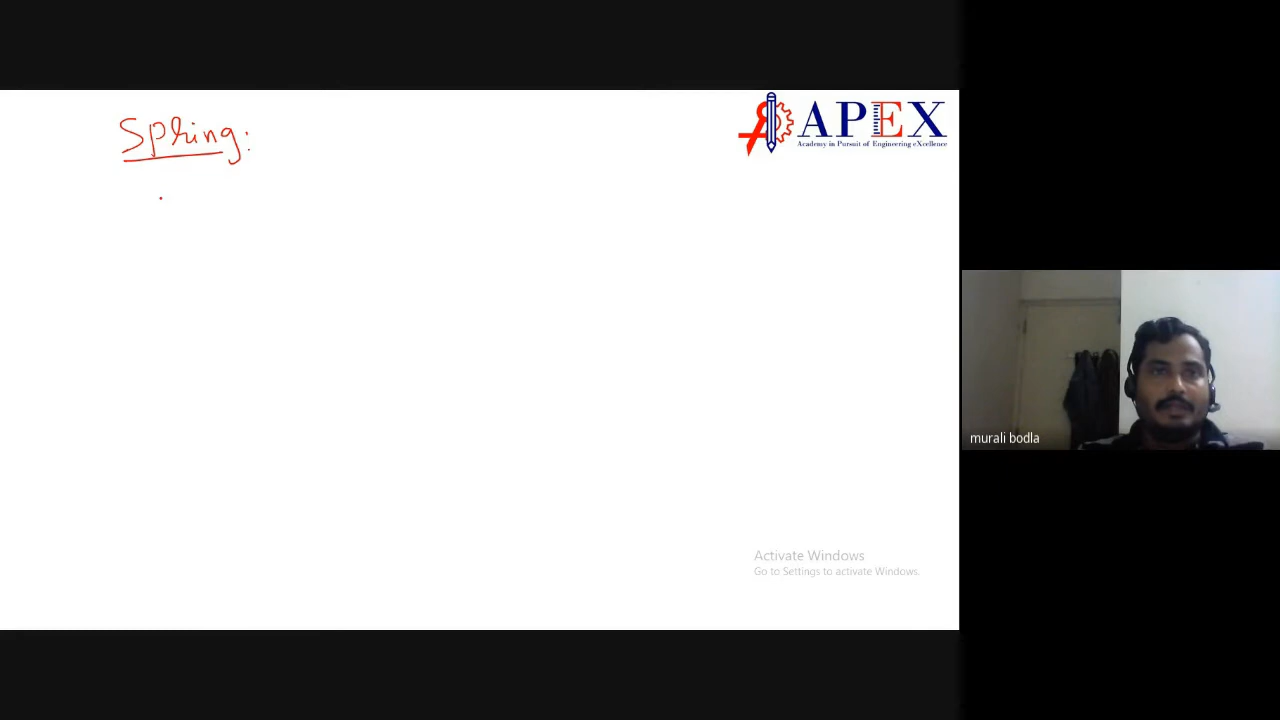 Spring:
APEX
Academy in Pursuit of Engineering eXcellence
murali bodla
Activate Windows
Go to Settings to activate Windows.